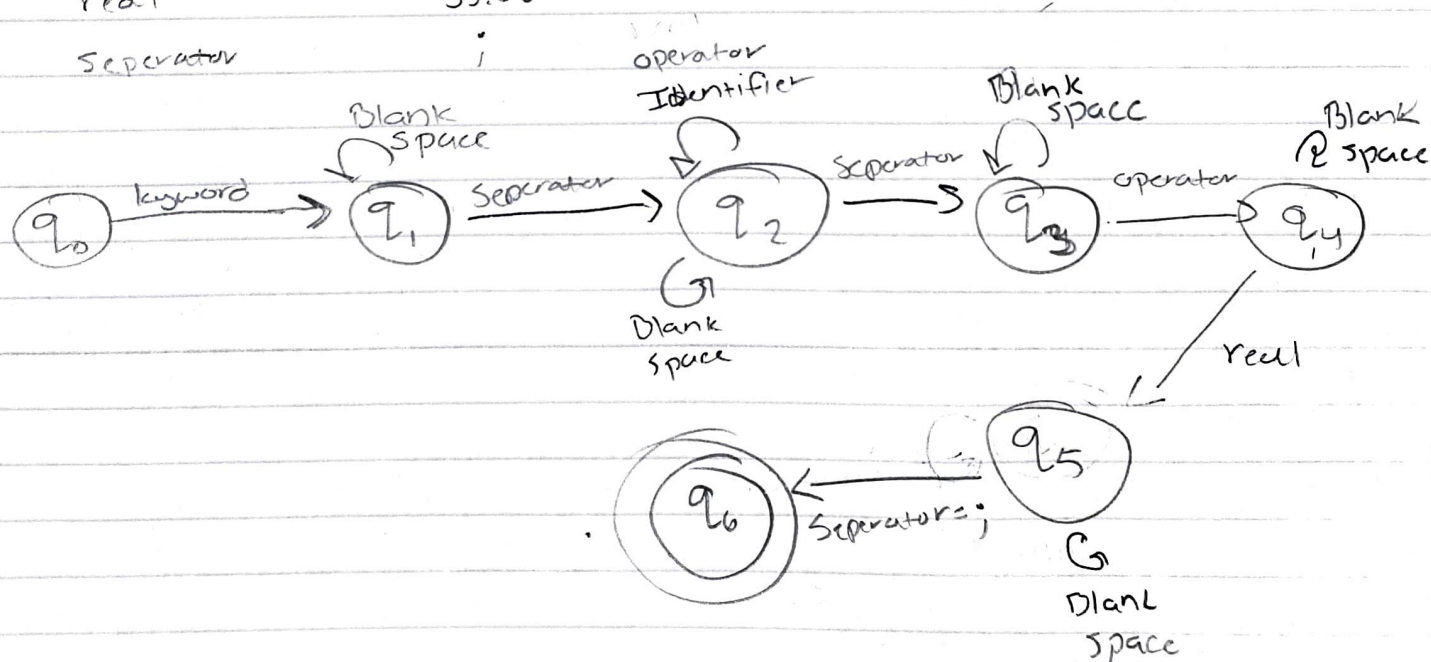 real
Seperator ;
operator
Identifier
Blank
space
Blank
space
Blank
space
keyword
Seperator
Seperator
operator
q0
q1
q2
q3
q4
Blank
space
real
q5
q6
Seperator= ;
Blank
space